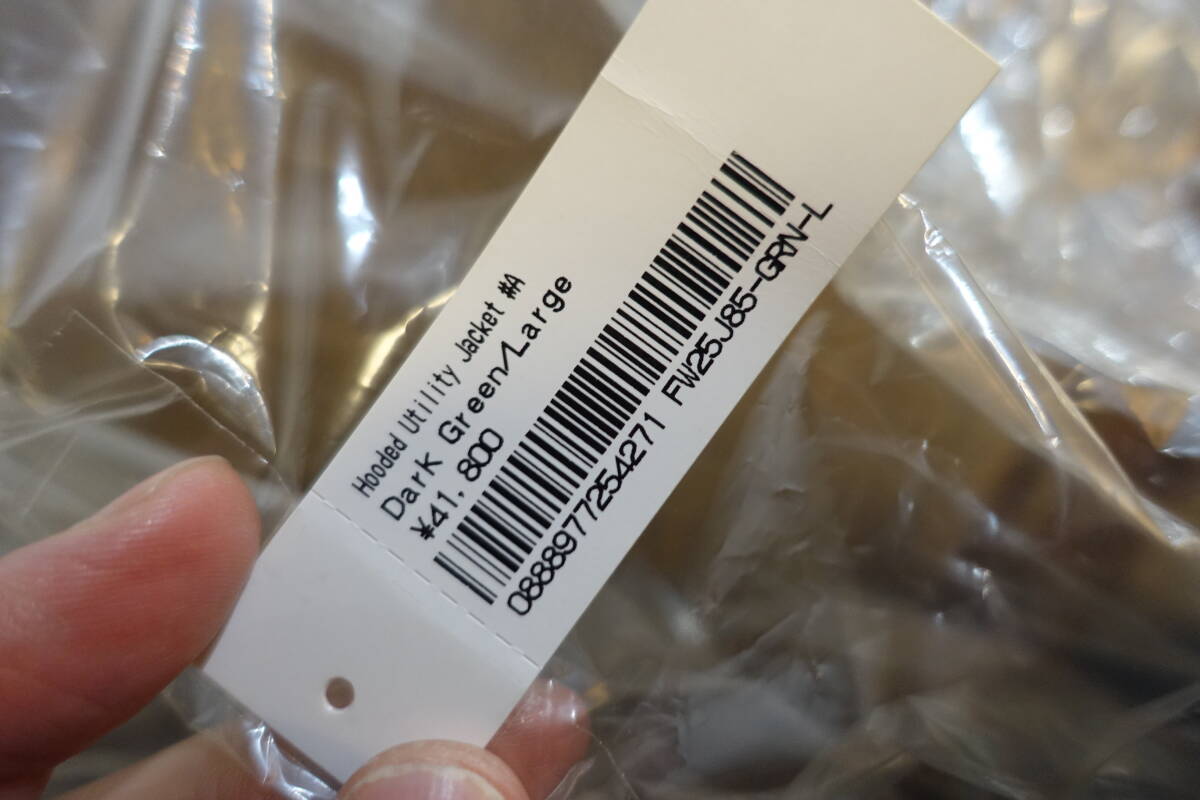 Hooded Utility Jacket #A
Dark Green/Large
¥41,800
0888977254271 FW25J85-GRN-L